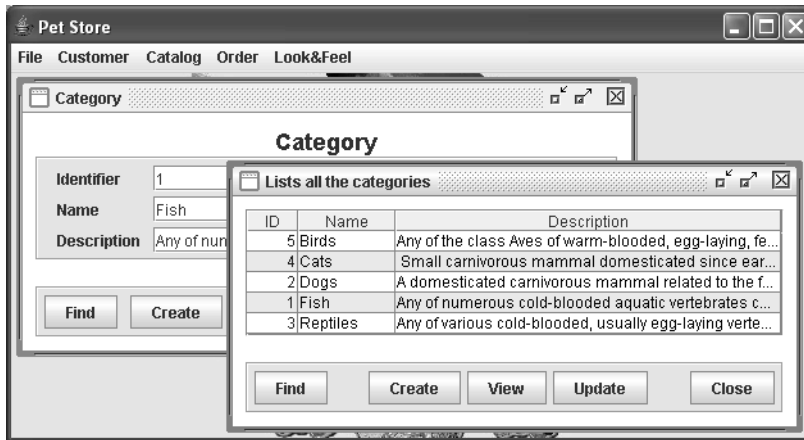 Pet Store
File Customer Catalog Order Look&Feel
Category
Category
Identifier 1
Name Fish
Description Any of num
Find Create
Lists all the categories
ID Name Description
5 Birds Any of the class Aves of warm-blooded, egg-laying, fe...
4 Cats Small carnivorous mammal domesticated since ear...
2 Dogs A domesticated carnivorous mammal related to the f...
1 Fish Any of numerous cold-blooded aquatic vertebrates c...
3 Reptiles Any of various cold-blooded, usually egg-laying verte...
Find Create View Update Close